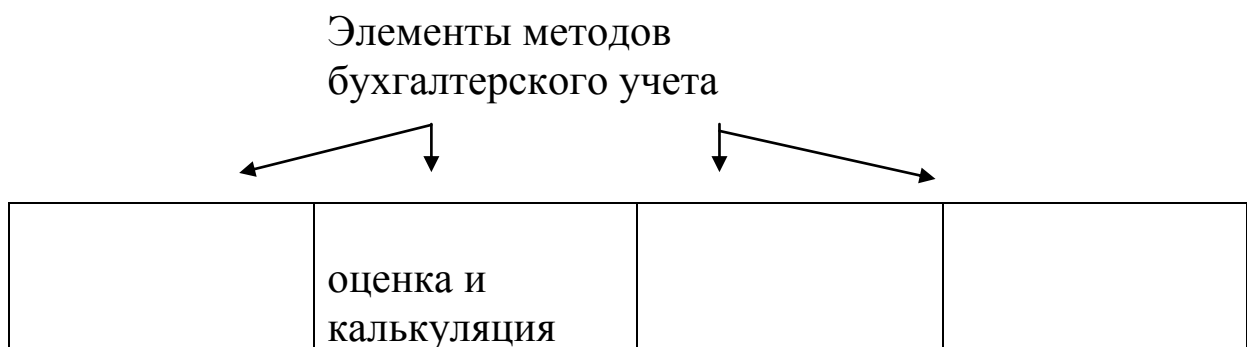 Элементы методов
бухгалтерского учета
оценка и
калькуляция